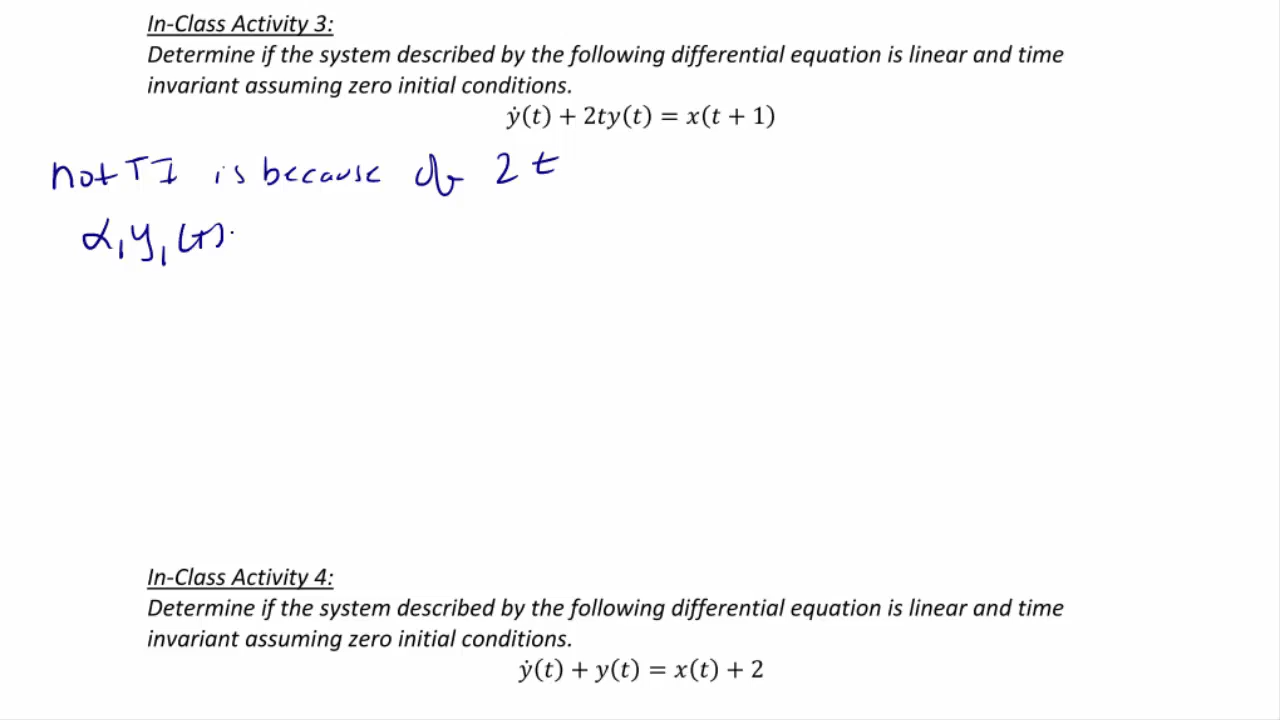 In-Class Activity 3:
Determine if the system described by the following differential equation is linear and time
invariant assuming zero initial conditions.
ẏ(t) + 2ty(t) = x(t + 1)
not TI is because of 2t
α₁y₁(t)
In-Class Activity 4:
Determine if the system described by the following differential equation is linear and time
invariant assuming zero initial conditions.
ẏ(t) + y(t) = x(t) + 2